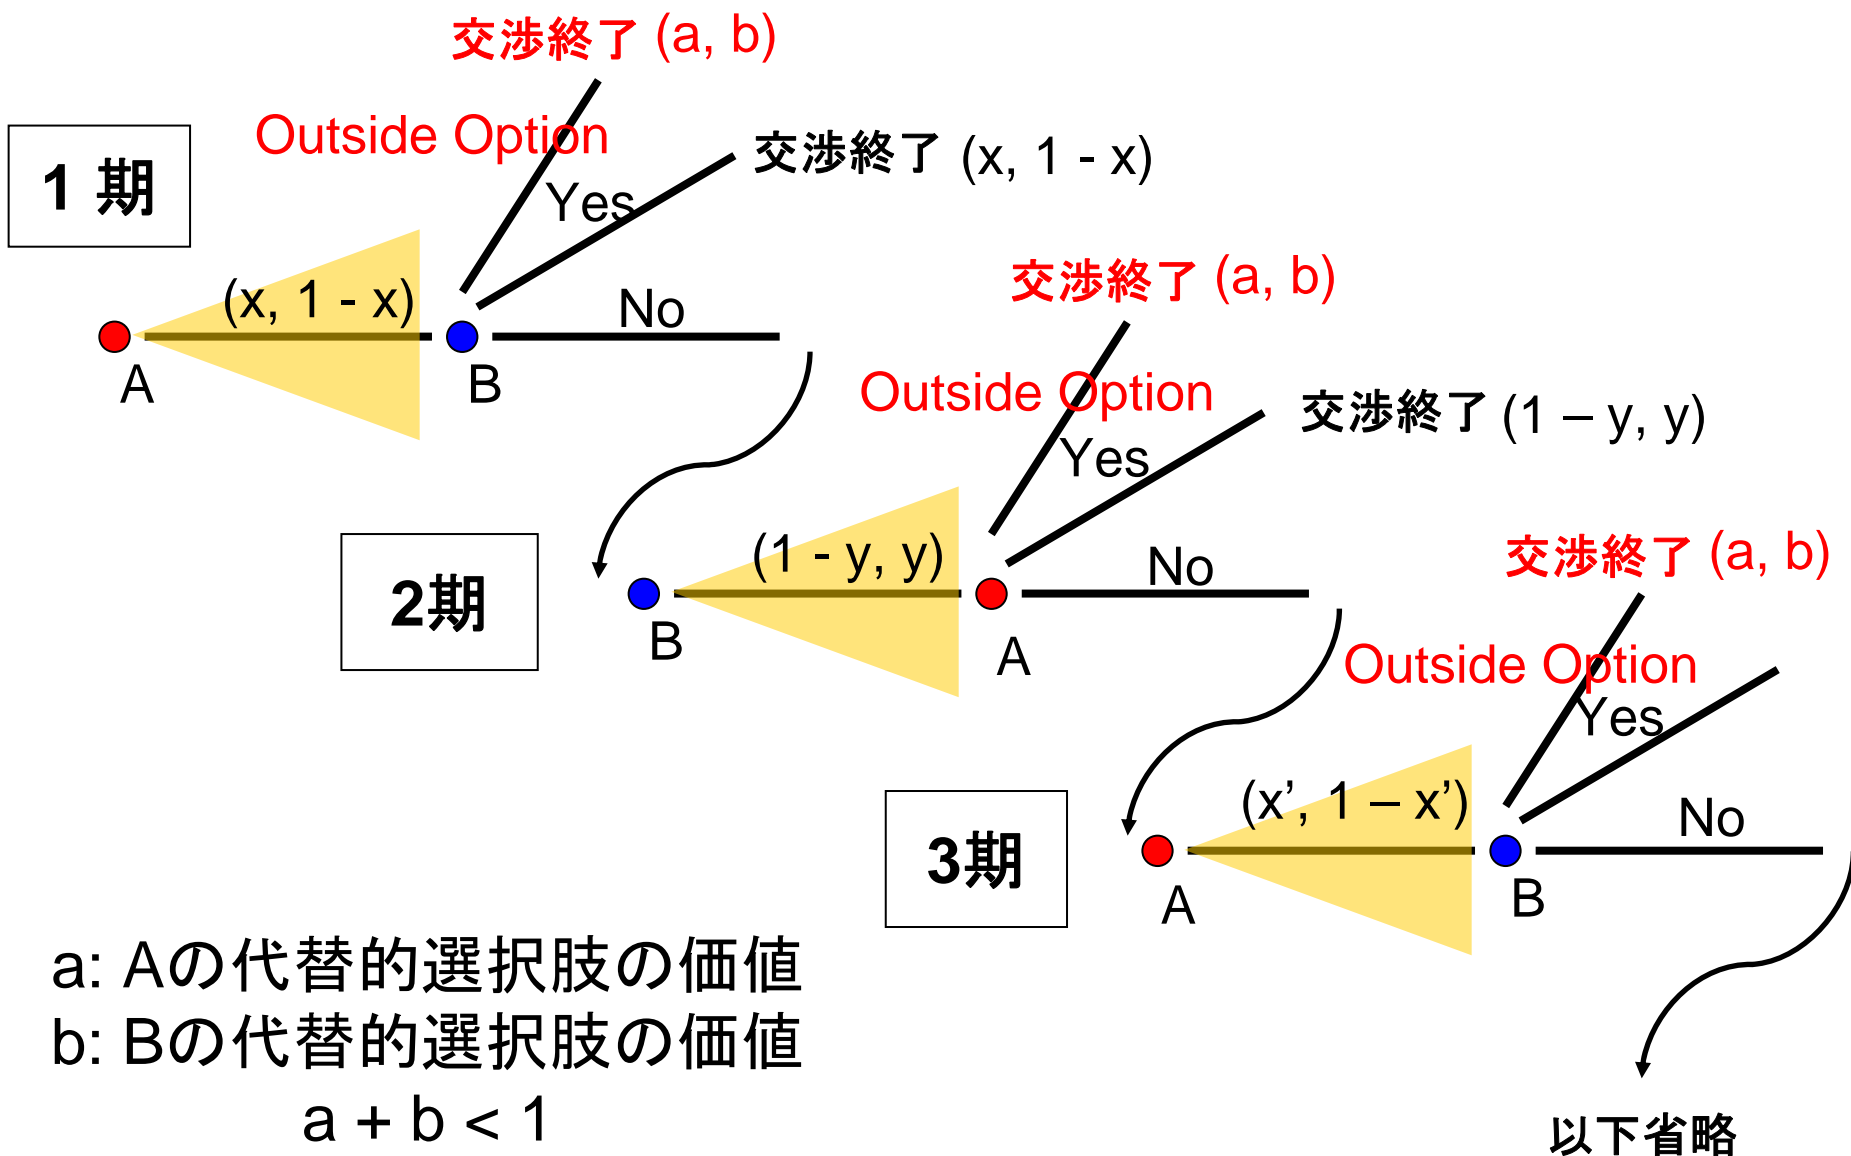 交渉終了 (a, b)
Outside Option
1 期
Yes
交渉終了 (x, 1 - x)
(x, 1 - x)
No
A
B
交渉終了 (a, b)
Outside Option
Yes
交渉終了 (1 – y, y)
2期
(1 - y, y)
No
B
A
交渉終了 (a, b)
Outside Option
Yes
3期
(x’, 1 – x’)
No
A
B
a: Aの代替的選択肢の価値
b: Bの代替的選択肢の価値
a + b < 1
以下省略